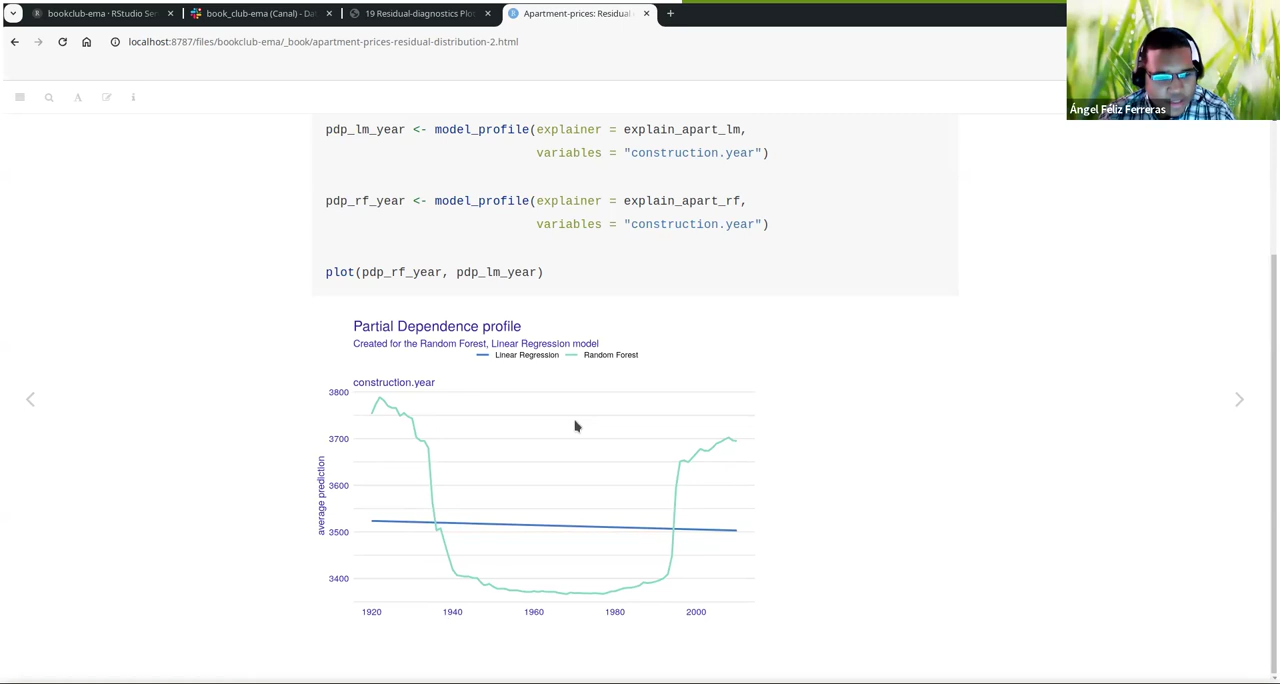 bookclub-ema · RStudio Ser
book_club-ema (Canal) - Da
19 Residual-diagnostics Plo
Apartment-prices: Residual
localhost:8787/files/bookclub-ema/_book/apartment-prices-residual-distribution-2.html
Ángel Féliz Ferreras
pdp_lm_year <- model_profile(explainer = explain_apart_lm,
variables = "construction.year")
pdp_rf_year <- model_profile(explainer = explain_apart_rf,
variables = "construction.year")
plot(pdp_rf_year, pdp_lm_year)
Partial Dependence profile
Created for the Random Forest, Linear Regression model
Linear Regression Random Forest
construction.year
3800
3700
3600
3500
3400
average prediction
1920 1940 1960 1980 2000